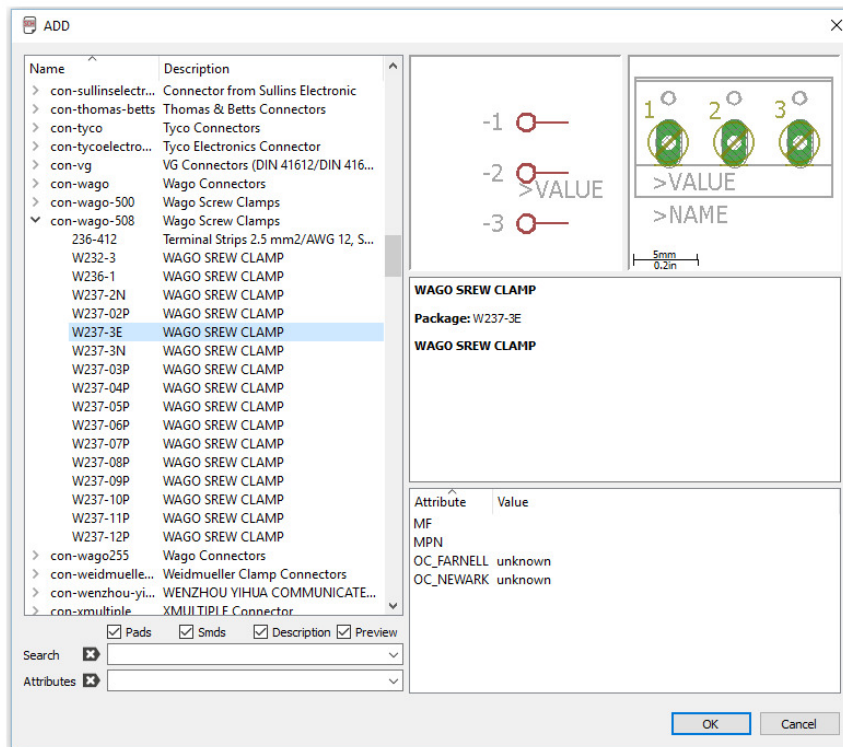 ADD
Name Description
con-sullinselectr... Connector from Sullins Electronic
con-thomas-betts Thomas & Betts Connectors
con-tyco Tyco Connectors
con-tycoelectro... Tyco Electronics Connector
con-vg VG Connectors (DIN 41612/DIN 416...
con-wago Wago Connectors
con-wago-500 Wago Screw Clamps
con-wago-508 Wago Screw Clamps
236-412 Terminal Strips 2.5 mm2/AWG 12, S...
W232-3 WAGO SREW CLAMP
W236-1 WAGO SREW CLAMP
W237-2N WAGO SREW CLAMP
W237-02P WAGO SREW CLAMP
W237-3E WAGO SREW CLAMP
W237-3N WAGO SREW CLAMP
W237-03P WAGO SREW CLAMP
W237-04P WAGO SREW CLAMP
W237-05P WAGO SREW CLAMP
W237-06P WAGO SREW CLAMP
W237-07P WAGO SREW CLAMP
W237-08P WAGO SREW CLAMP
W237-09P WAGO SREW CLAMP
W237-10P WAGO SREW CLAMP
W237-11P WAGO SREW CLAMP
W237-12P WAGO SREW CLAMP
con-wago255 Wago Connectors
con-weidmuelle... Weidmueller Clamp Connectors
con-wenzhou-yi... WENZHOU YIHUA COMMUNICATE...
con-xmultiple XMULTIPLE Connector
Pads Smds Description Preview
Search
Attributes
-1
-2
>VALUE
-3
1 2 3
>VALUE
>NAME
5mm
0.2in
WAGO SREW CLAMP
Package: W237-3E
WAGO SREW CLAMP
Attribute Value
MF
MPN
OC_FARNELL unknown
OC_NEWARK unknown
OK Cancel